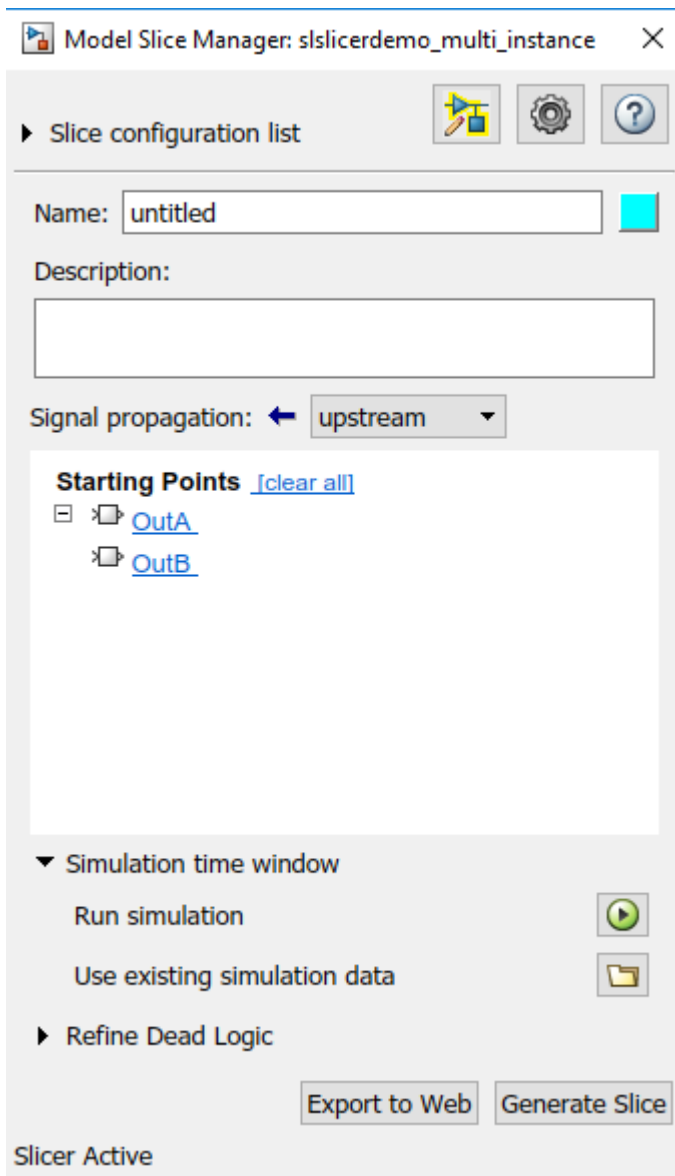 Model Slice Manager: slslicerdemo_multi_instance
Slice configuration list
?
Name: untitled
Description:
Signal propagation: upstream
Starting Points [clear all]
OutA
OutB
Simulation time window
Run simulation
Use existing simulation data
Refine Dead Logic
Export to Web Generate Slice
Slicer Active